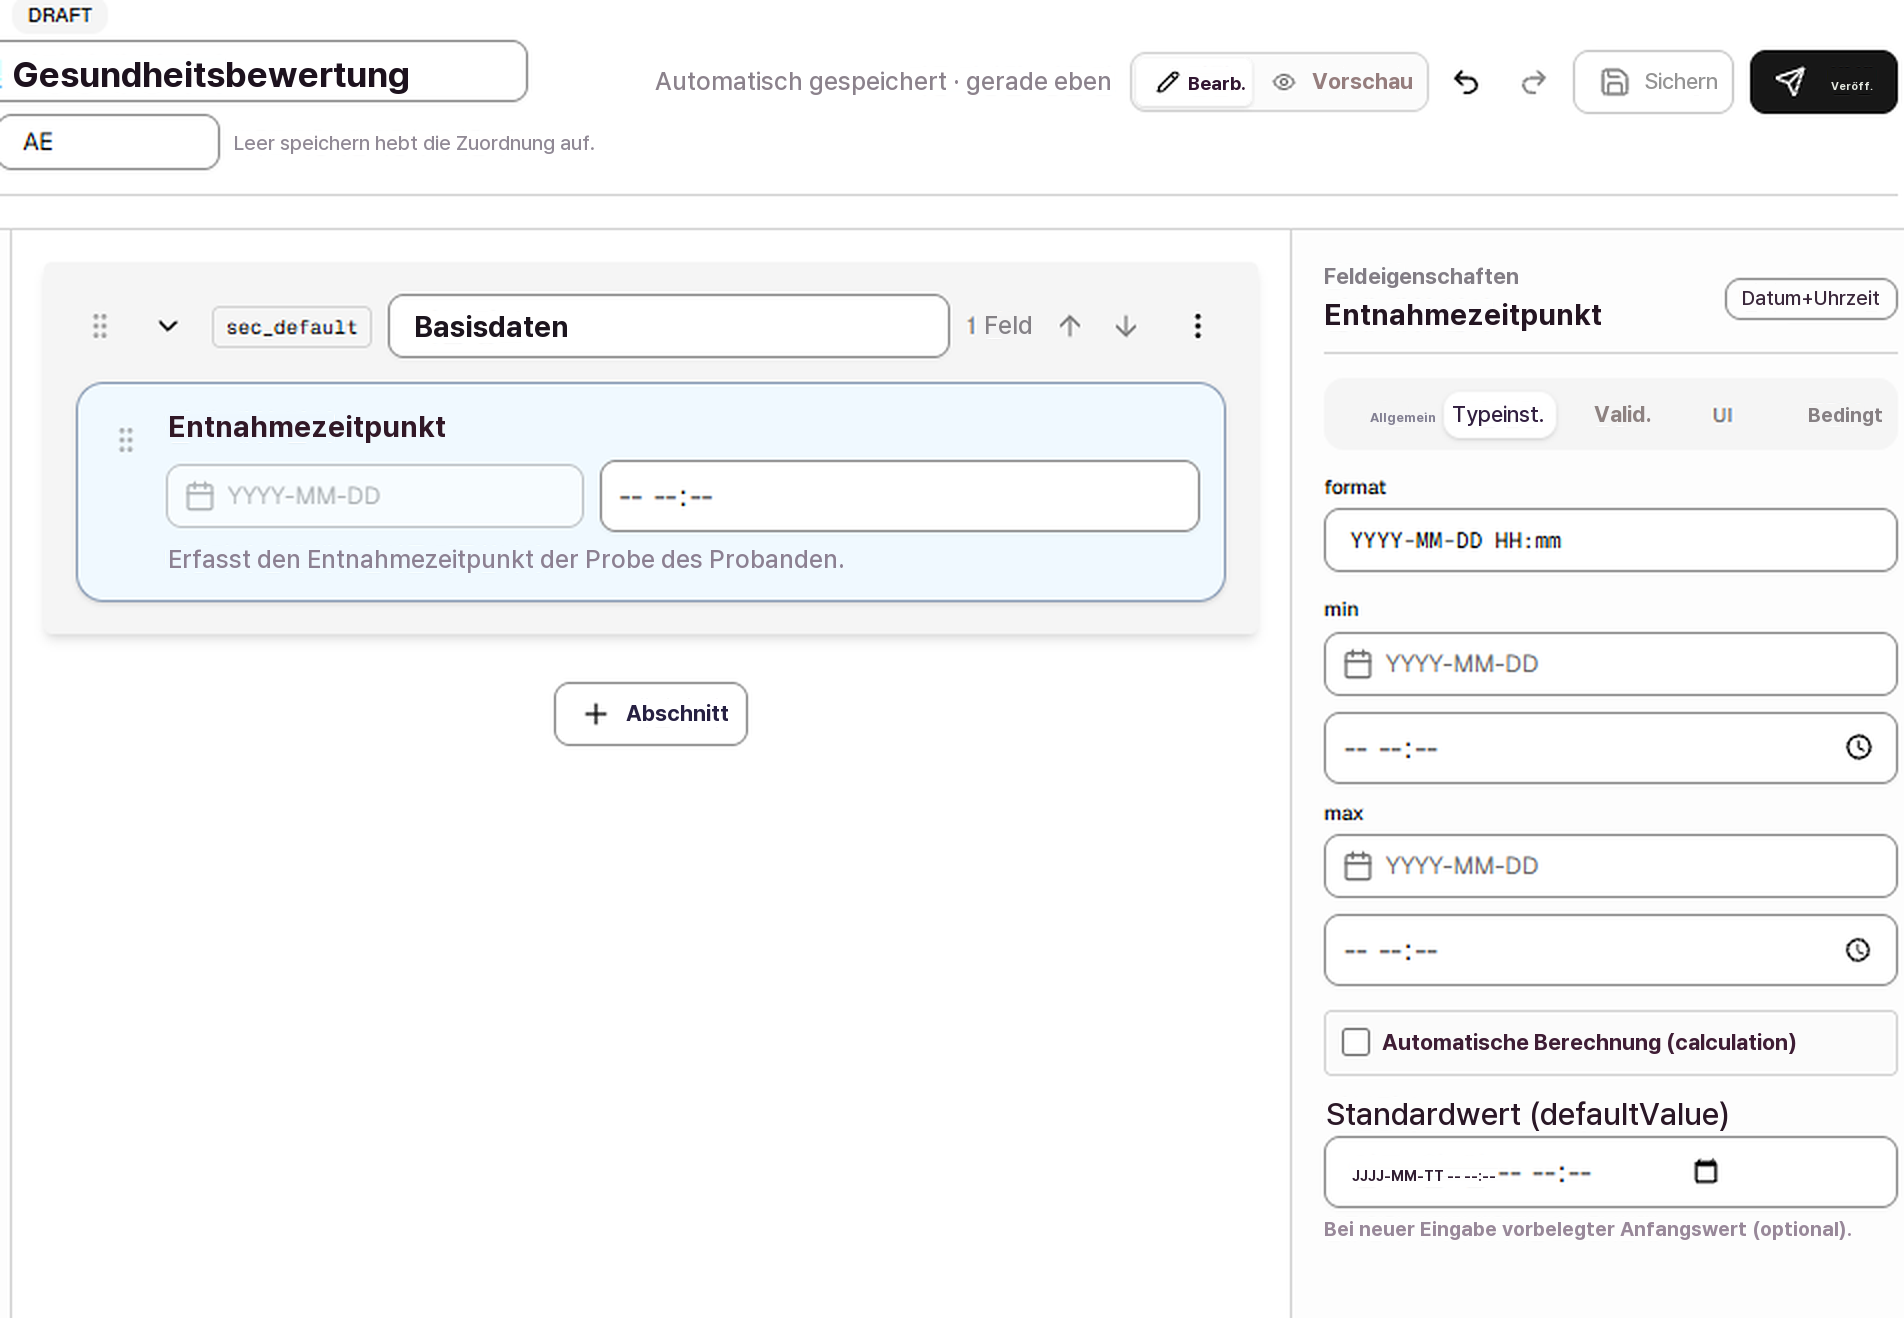 DRAFT
Gesundheitsbewertung
Automatisch gespeichert · gerade eben
Bearb.
Vorschau
Sichern
Veröff.
AE
Leer speichern hebt die Zuordnung auf.
sec_default
Basisdaten
1 Feld
Entnahmezeitpunkt
YYYY-MM-DD
-- --:--
Erfasst den Entnahmezeitpunkt der Probe des Probanden.
Abschnitt
Feldeigenschaften
Entnahmezeitpunkt
Datum+Uhrzeit
Allgemein
Typeinst.
Valid.
UI
Bedingt
format
YYYY-MM-DD HH:mm
min
YYYY-MM-DD
-- --:--
max
YYYY-MM-DD
-- --:--
Automatische Berechnung (calculation)
Standardwert (defaultValue)
JJJJ-MM-TT -- --:-- -- --:--
Bei neuer Eingabe vorbelegter Anfangswert (optional).